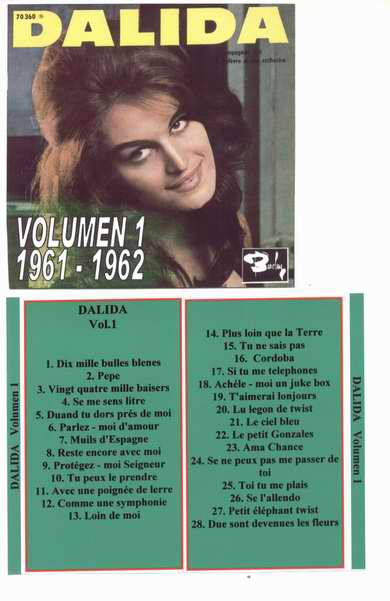 70360
DALIDA
VOLUMEN 1
1961 - 1962
DALIDA Volumen 1
DALIDA
Vol.1
1. Dix mille bulles blenes
2. Pepe
3. Vingt quatre mille baisers
4. Se me sens litre
5. Duand tu dors prés de moi
6. Parlez - moi d'amour
7. Muils d'Espagne
8. Reste encore avec moi
9. Protégez - moi Seigneur
10. Tu peux le prendre
11. Avec une poignée de lerre
12. Comme une symphonie
13. Loin de moi
14. Plus loin que la Terre
15. Tu ne sais pas
16. Cordoba
17. Si tu me telephones
18. Achéle - moi un juke box
19. T'aimerai lonjours
20. Lu legon de twist
21. Le ciel bleu
22. Le petit Gonzales
23. Ama Chance
24. Se ne peux pas me passer de
toi
25. Toi tu me plais
26. Se l'allendo
27. Petit éléphant twist
28. Due sont devenues les fleurs
DALIDA Volumen 1